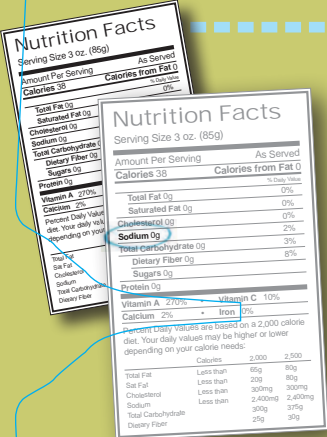 Nutrition Facts
Serving Size 3 oz. (85g)
Amount Per Serving As Served
Calories 38 Calories from Fat 0
% Daily Value
Total Fat 0g 0%
Saturated Fat 0g
Cholesterol 0g
Sodium 0g
Total Carbohydrate 0g
Dietary Fiber 0g
Sugars 0g
Protein 0g
Vitamin A 270%
Calcium 2%
Percent Daily Value
diet. Your daily valu
depending on your
Total Fat
Sat Fat
Cholesterol
Sodium
Total Carbohydrate
Dietary Fiber
Nutrition Facts
Serving Size 3 oz. (85g)
Amount Per Serving As Served
Calories 38 Calories from Fat 0
% Daily Value
Total Fat 0g 0%
Saturated Fat 0g 0%
Cholesterol 0g 0%
Sodium 0g 2%
Total Carbohydrate 0g 3%
Dietary Fiber 0g 8%
Sugars 0g
Protein 0g
Vitamin A 270% • Vitamin C 10%
Calcium 2% • Iron 0%
Percent Daily Values are based on a 2,000 calorie
diet. Your daily values may be higher or lower
depending on your calorie needs:
Calories 2,000 2,500
Total Fat Less than 65g 80g
Sat Fat Less than 20g 80g
Cholesterol Less than 300mg 300mg
Sodium Less than 2,400mg 2,400mg
Total Carbohydrate 300g 375g
Dietary Fiber 25g 30g